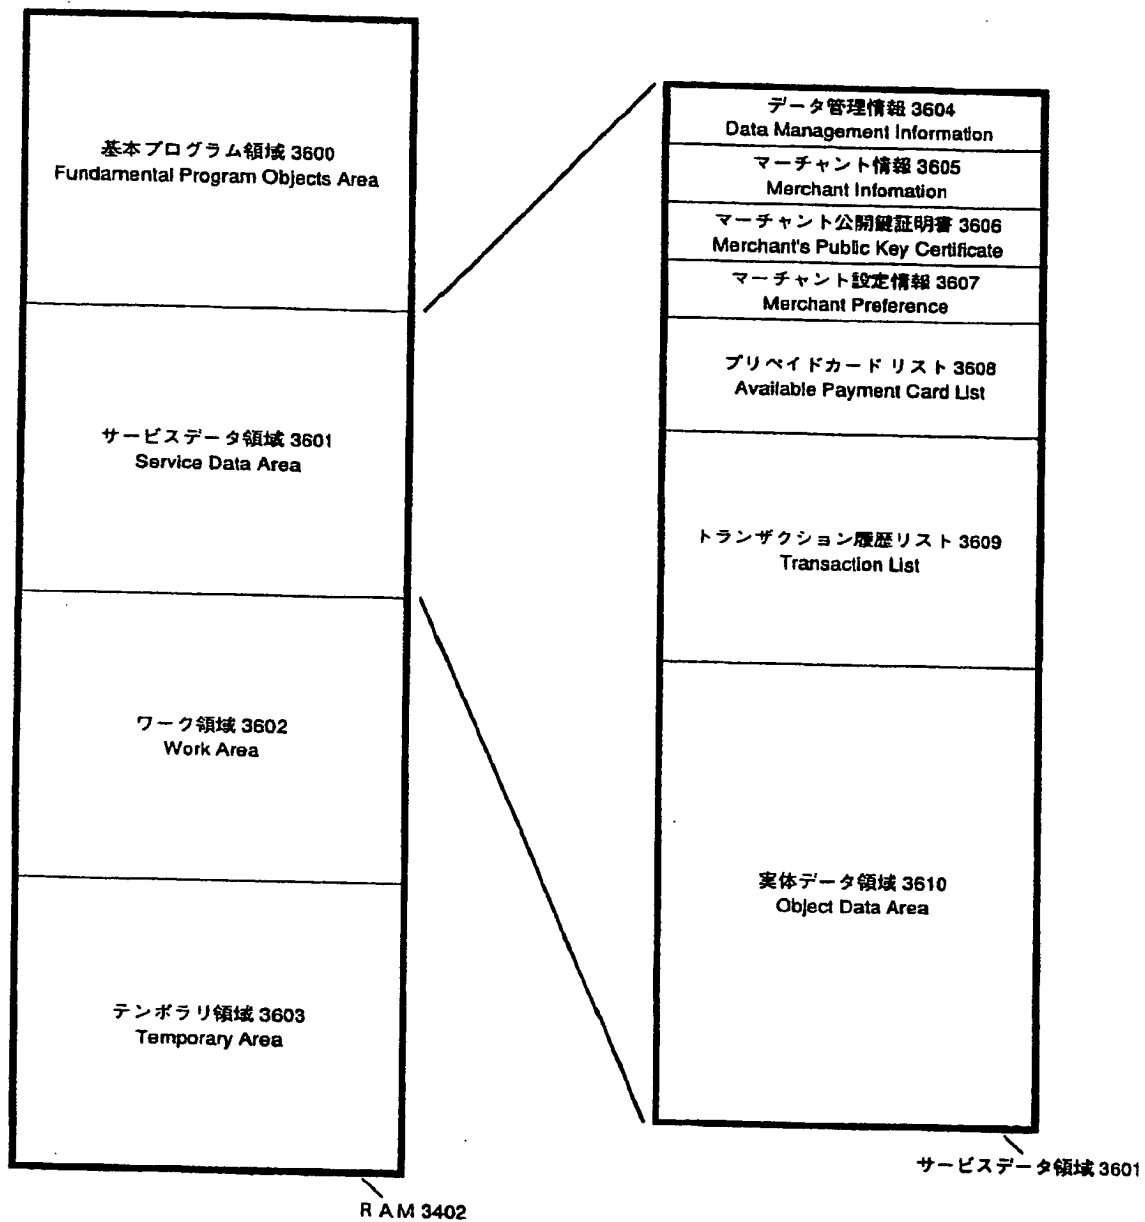 基本プログラム領域 3600
Fundamental Program Objects Area
サービスデータ領域 3601
Service Data Area
ワーク領域 3602
Work Area
テンポラリ領域 3603
Temporary Area
RAM 3402
データ管理情報 3604
Data Management Information
マーチャント情報 3605
Merchant Infomation
マーチャント公開鍵証明書 3606
Merchant's Public Key Certificate
マーチャント設定情報 3607
Merchant Preference
プリペイドカード リスト 3608
Available Payment Card List
トランザクション履歴リスト 3609
Transaction List
実体データ領域 3610
Object Data Area
サービスデータ領域 3601